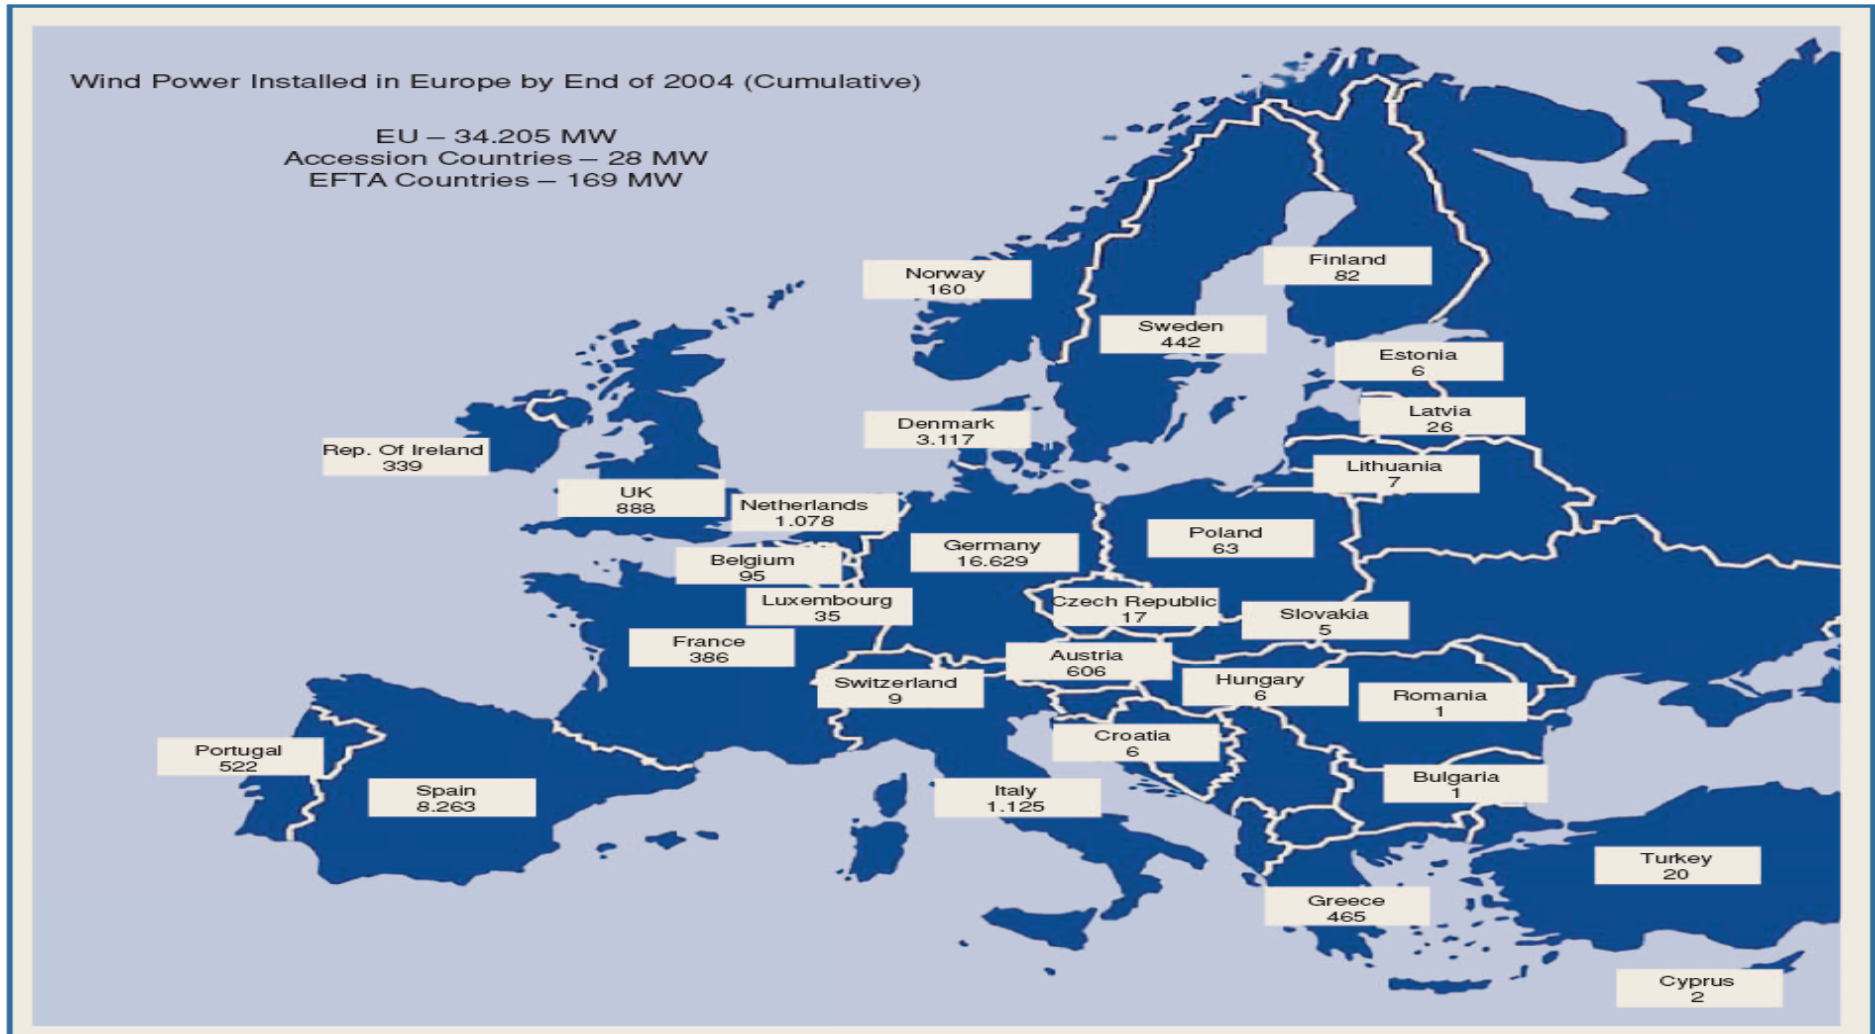 Wind Power Installed in Europe by End of 2004 (Cumulative)
EU – 34.205 MW
Accession Countries – 28 MW
EFTA Countries – 169 MW
Norway
160
Finland
82
Sweden
442
Estonia
6
Latvia
26
Denmark
3.117
Rep. Of Ireland
339
Lithuania
7
UK
888
Netherlands
1.078
Poland
63
Germany
16.629
Belgium
95
Luxembourg
35
Czech Republic
17
Slovakia
5
France
386
Austria
606
Switzerland
9
Hungary
6
Romania
1
Croatia
6
Portugal
522
Bulgaria
1
Spain
8.263
Italy
1.125
Turkey
20
Greece
465
Cyprus
2